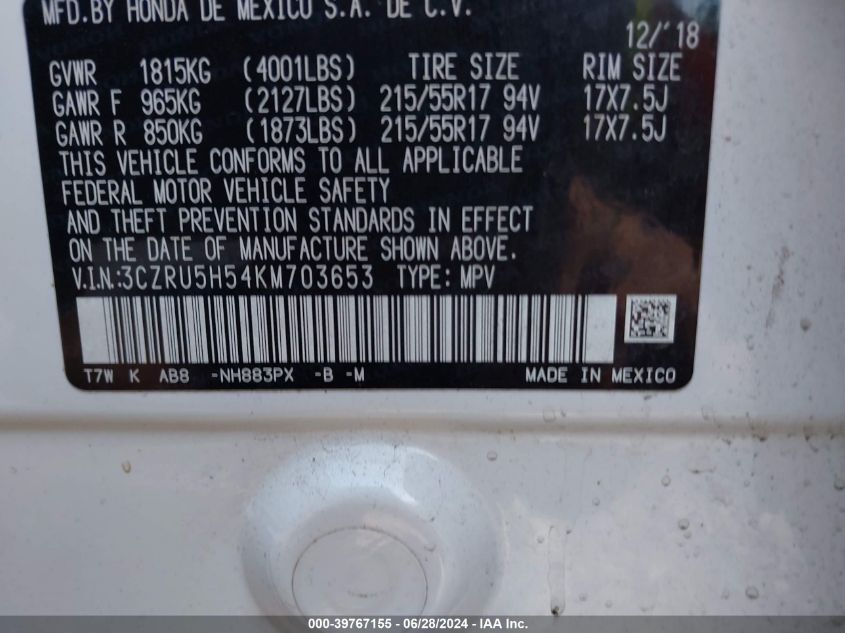 MFD.BY HONDA DE MEXICO S.A. DE C.V.
12/'18
GVWR 1815KG (4001LBS) TIRE SIZE RIM SIZE
GAWR F 965KG (2127LBS) 215/55R17 94V 17X7.5J
GAWR R 850KG (1873LBS) 215/55R17 94V 17X7.5J
THIS VEHICLE CONFORMS TO ALL APPLICABLE
FEDERAL MOTOR VEHICLE SAFETY
AND THEFT PREVENTION STANDARDS IN EFFECT
ON THE DATE OF MANUFACTURE SHOWN ABOVE.
V.I.N.:3CZRU5H54KM703653 TYPE: MPV
T7W K AB8 -NH883PX -B -M MADE IN MEXICO
000-39767155 - 06/28/2024 - IAA Inc.